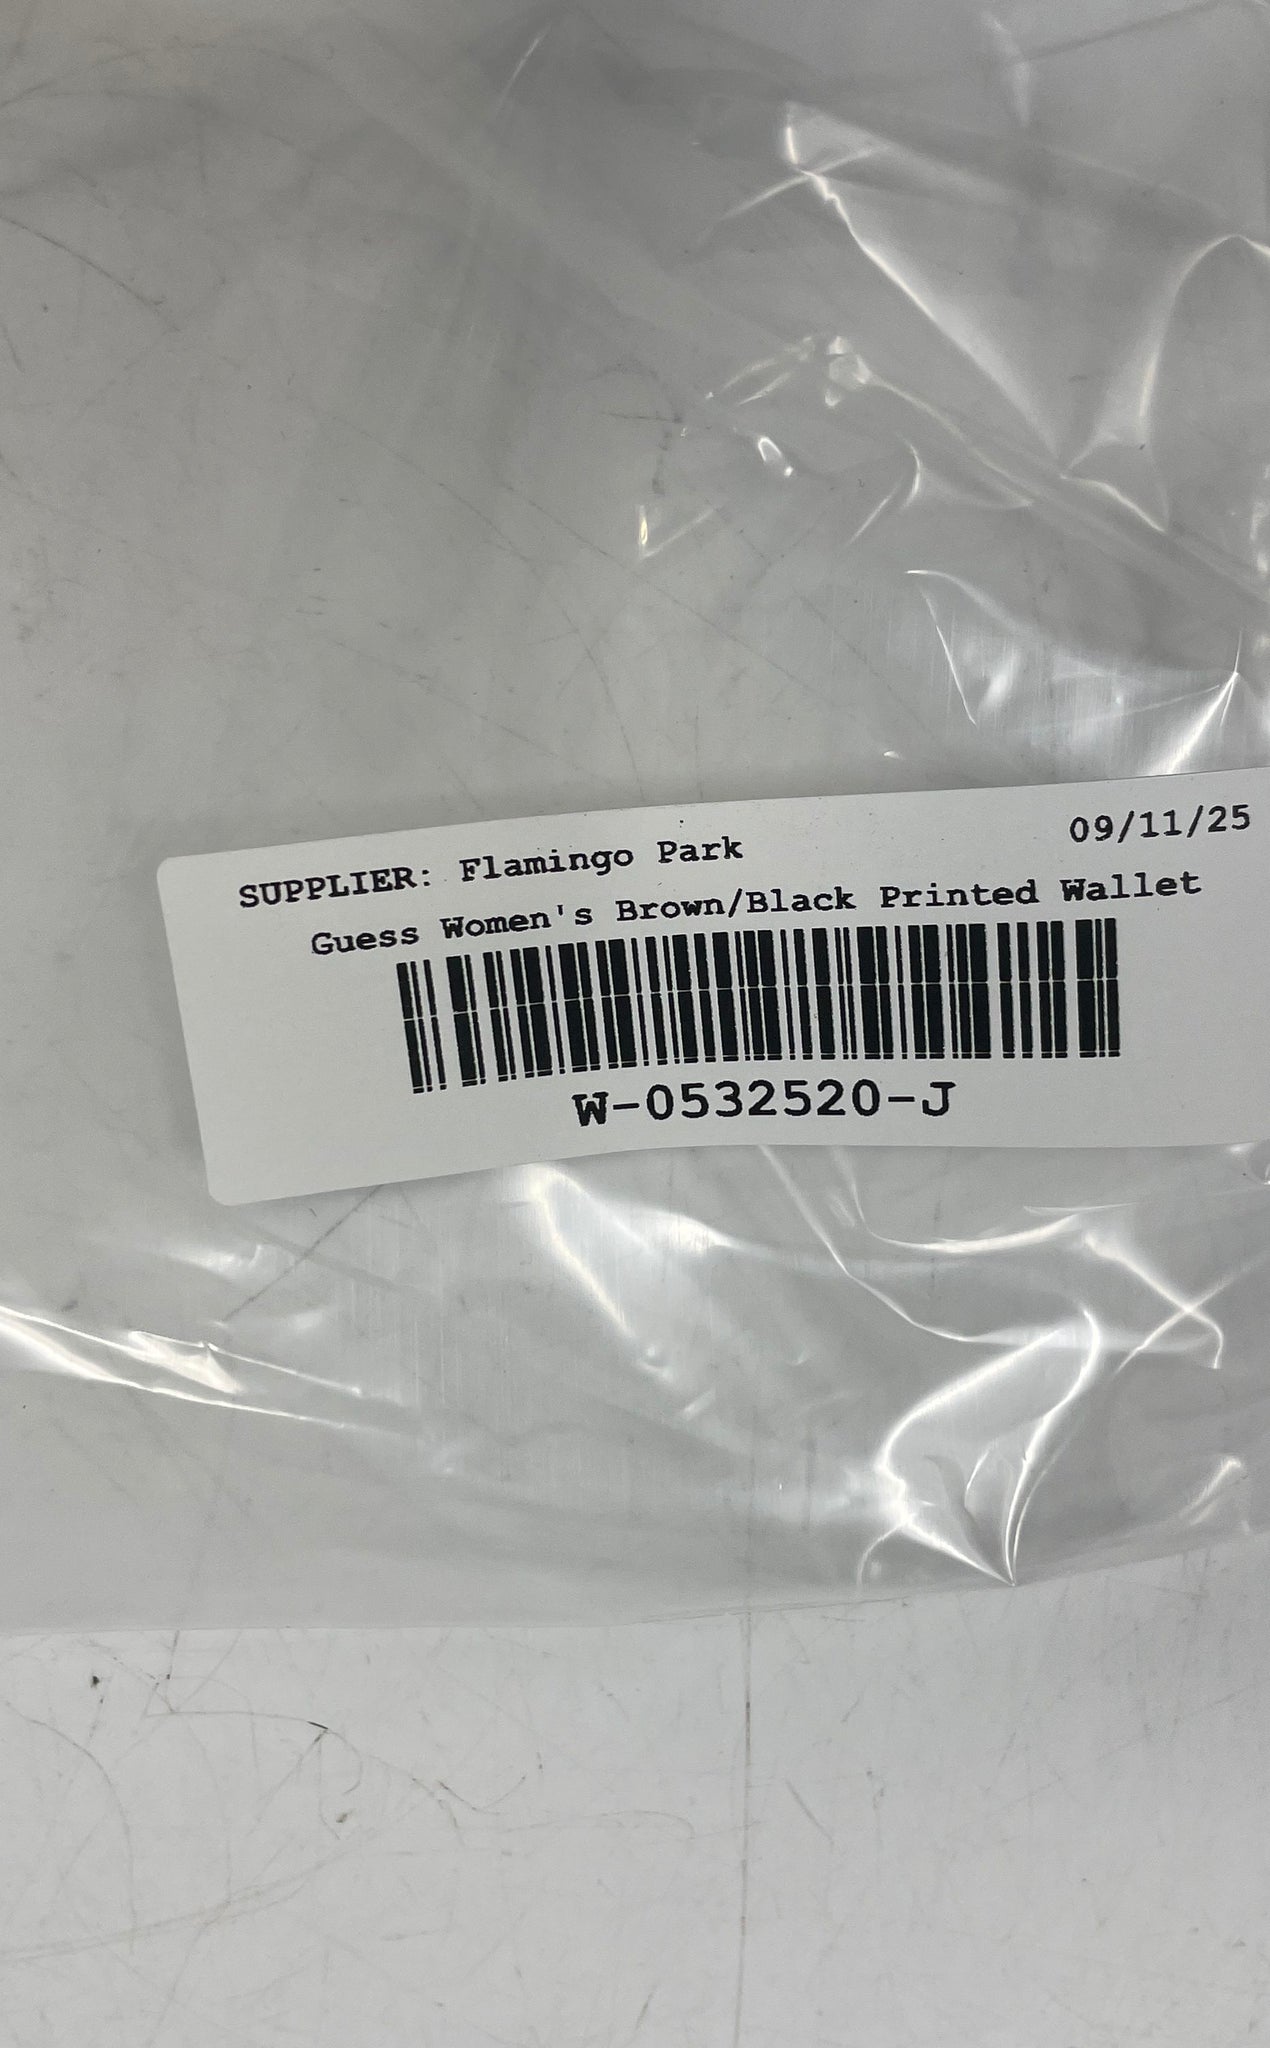 SUPPLIER: Flamingo Park 09/11/25
Guess Women's Brown/Black Printed Wallet
W-0532520-J